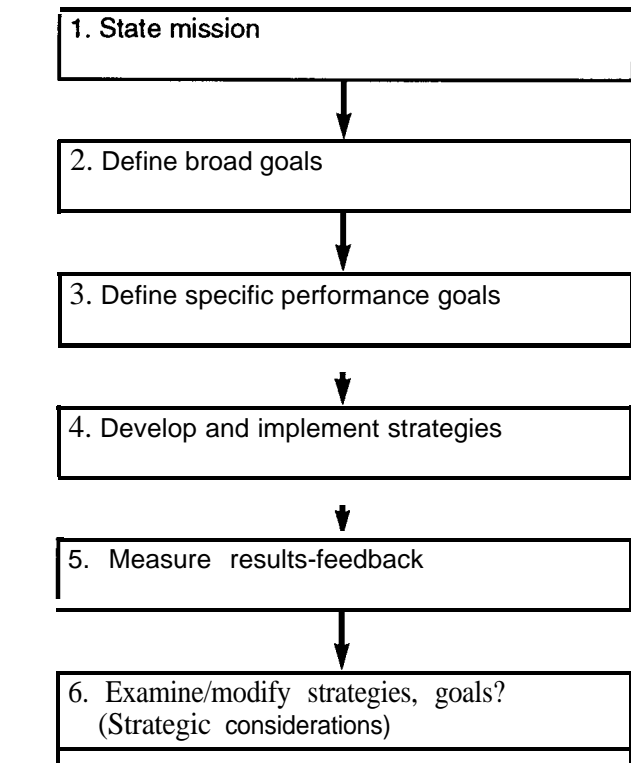 1. State mission
2. Define broad goals
3. Define specific performance goals
4. Develop and implement strategies
5. Measure results-feedback
6. Examine/modify strategies, goals?
(Strategic considerations)